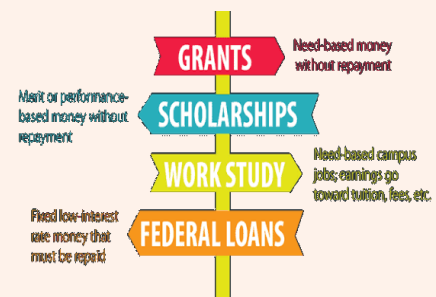 GRANTS
Need-based money
without repayment
Merit or performance-
based money without
repayment
SCHOLARSHIPS
WORK STUDY
Need-based campus
jobs; earnings go
toward tuition, fees, etc.
Fixed low-interest
rate money that
must be repaid
FEDERAL LOANS